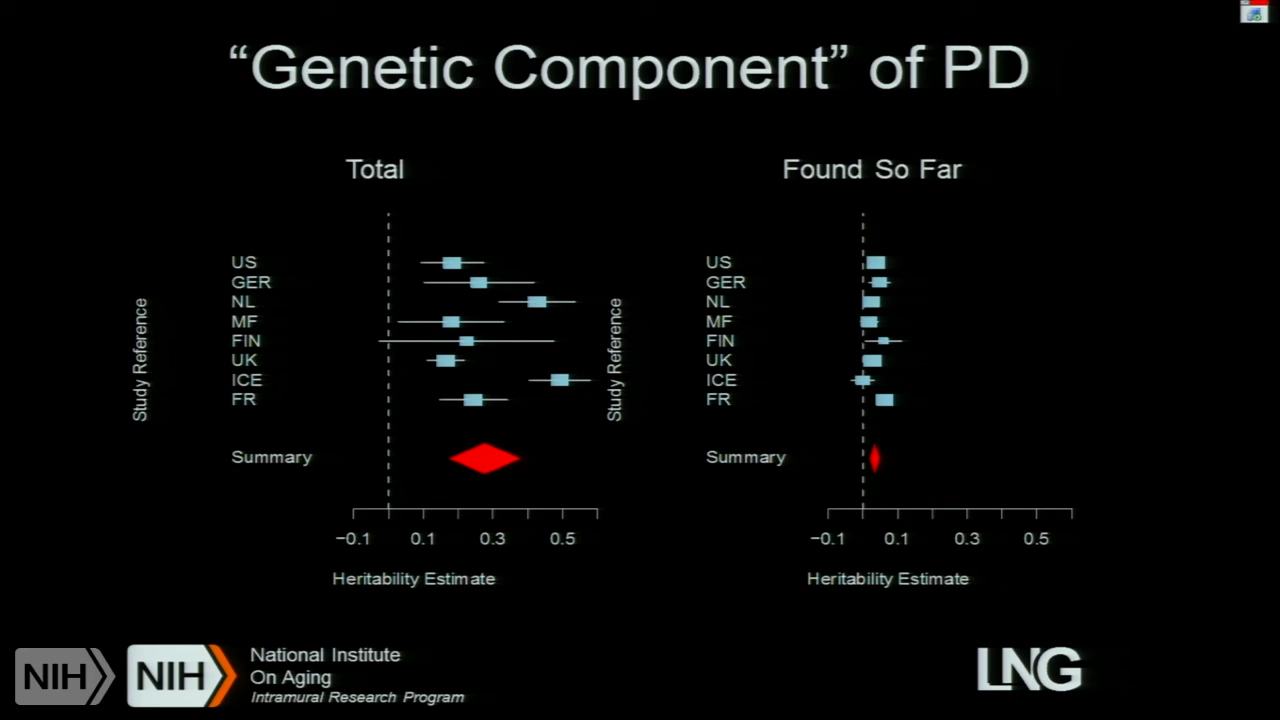 “Genetic Component” of PD
Total
Study Reference
US
GER
NL
MF
FIN
UK
ICE
FR
Summary
−0.1 0.1 0.3 0.5
Heritability Estimate
Found So Far
Study Reference
US
GER
NL
MF
FIN
UK
ICE
FR
Summary
−0.1 0.1 0.3 0.5
Heritability Estimate
NIH
NIH
National Institute
On Aging
Intramural Research Program
LNG